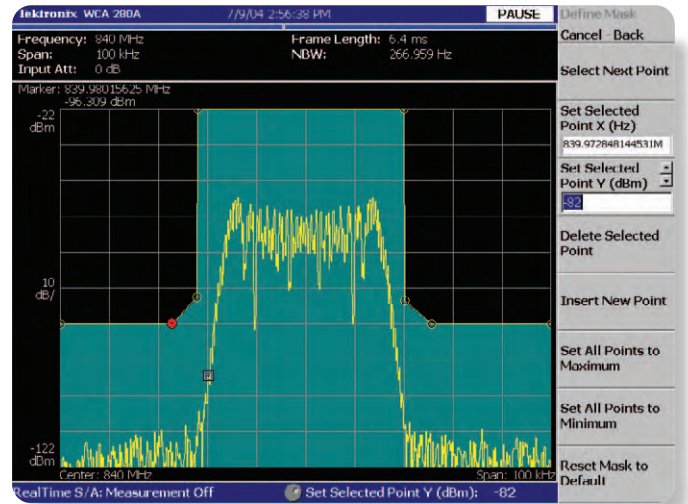 Tektronix WCA 280A 7/9/04 2:56:38 PM PAUSE Define Mask
Cancel - Back
Frequency: 840 MHz Frame Length: 6.4 ms
Span: 100 kHz NBW: 266.959 Hz
Input Att: 0 dB
Select Next Point
Marker: 839.98015625 MHz
-96.309 dBm
-22
dBm
Set Selected
Point X (Hz)
839.972848144531M
Set Selected
Point Y (dBm)
-82
Delete Selected
Point
10
dB/
Insert New Point
Set All Points to
Maximum
Set All Points to
Minimum
-122
dBm
Center: 840 MHz Span: 100 kHz
Reset Mask to
Default
RealTime S/A: Measurement Off Set Selected Point Y (dBm): -82